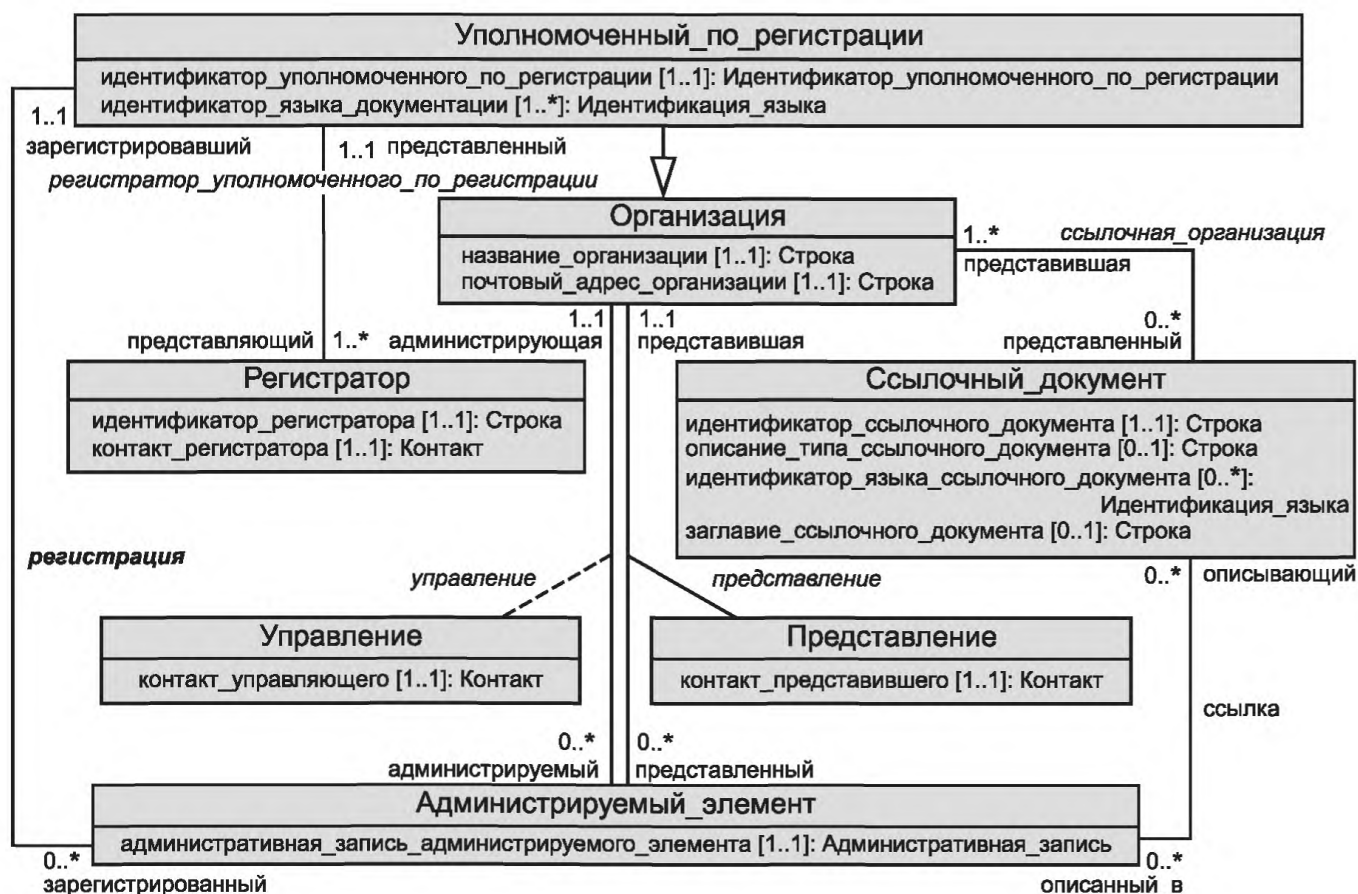 Уполномоченный_по_регистрации
идентификатор_уполномоченного_по_регистрации [1..1]: Идентификатор_уполномоченного_по_регистрации
идентификатор_языка_документации [1..*]: Идентификация_языка
1..1
зарегистрировавший
1..1 представленный
регистратор_уполномоченного_по_регистрации
Организация
название_организации [1..1]: Строка
почтовый_адрес_организации [1..1]: Строка
1..*
ссылочная_организация
представившая
1..1
1..1
0..*
представляющий
1..*
администрирующая
представившая
представленный
Регистратор
идентификатор_регистратора [1..1]: Строка
контакт_регистратора [1..1]: Контакт
Ссылочный_документ
идентификатор_ссылочного_документа [1..1]: Строка
описание_типа_ссылочного_документа [0..1]: Строка
идентификатор_языка_ссылочного_документа [0..*]:
Идентификация_языка
заглавие_ссылочного_документа [0..1]: Строка
регистрация
управление
представление
0..*
описывающий
Управление
контакт_управляющего [1..1]: Контакт
Представление
контакт_представившего [1..1]: Контакт
ссылка
0..*
0..*
администрируемый
представленный
Администрируемый_элемент
административная_запись_администрируемого_элемента [1..1]: Административная_запись
0..*
зарегистрированный
0..*
описанный_в